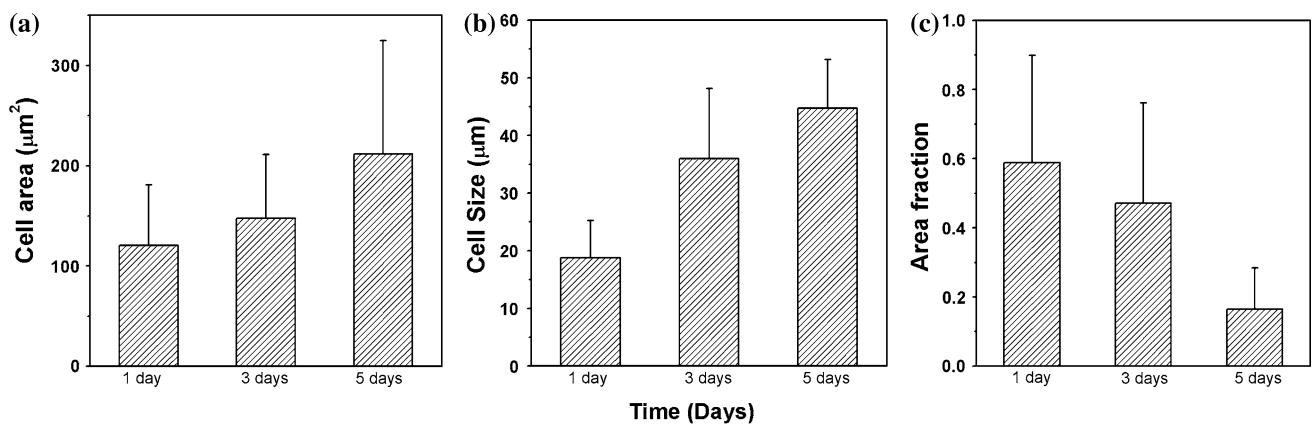 (a)
Cell area (μm²)
300
200
100
0
1 day 3 days 5 days
(b)
Cell Size (μm)
60
50
40
30
20
10
0
1 day 3 days 5 days
(c)
Area fraction
1.0
0.8
0.6
0.4
0.2
0.0
1 day 3 days 5 days
Time (Days)